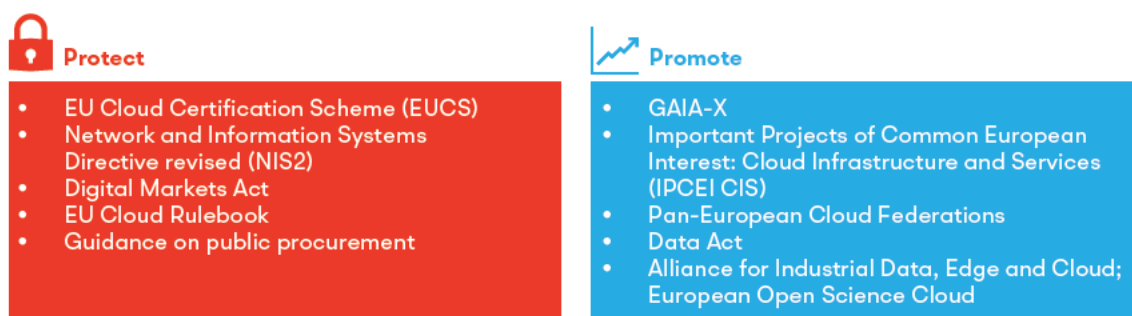 Protect
• EU Cloud Certification Scheme (EUCS)
• Network and Information Systems
Directive revised (NIS2)
• Digital Markets Act
• EU Cloud Rulebook
• Guidance on public procurement
Promote
• GAIA-X
• Important Projects of Common European
Interest: Cloud Infrastructure and Services
(IPCEI CIS)
• Pan-European Cloud Federations
• Data Act
• Alliance for Industrial Data, Edge and Cloud;
European Open Science Cloud